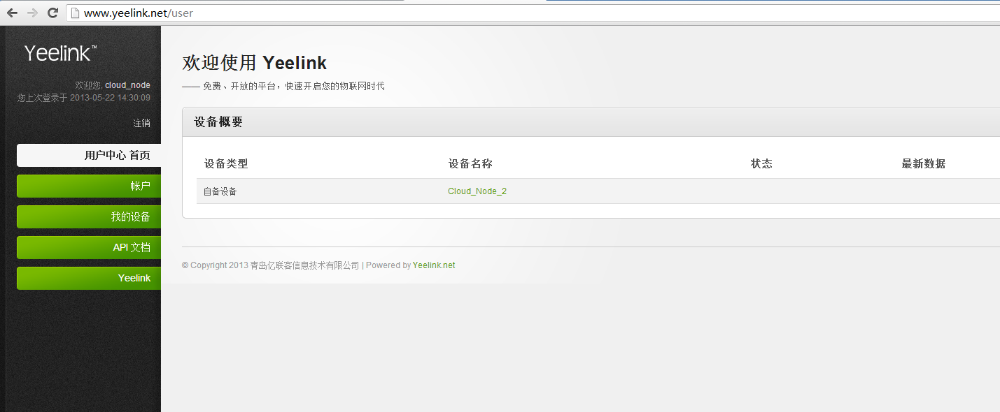 www.yeelink.net/user
Yeelink™
欢迎您, cloud_node
您上次登录于 2013-05-22 14:30:09
注销
用户中心 首页
帐户
我的设备
API 文档
Yeelink
欢迎使用 Yeelink
—— 免费、开放的平台，快速开启您的物联网时代
设备概要
设备类型 设备名称 状态 最新数据
自备设备 Cloud_Node_2
© Copyright 2013 青岛亿联客信息技术有限公司 | Powered by Yeelink.net